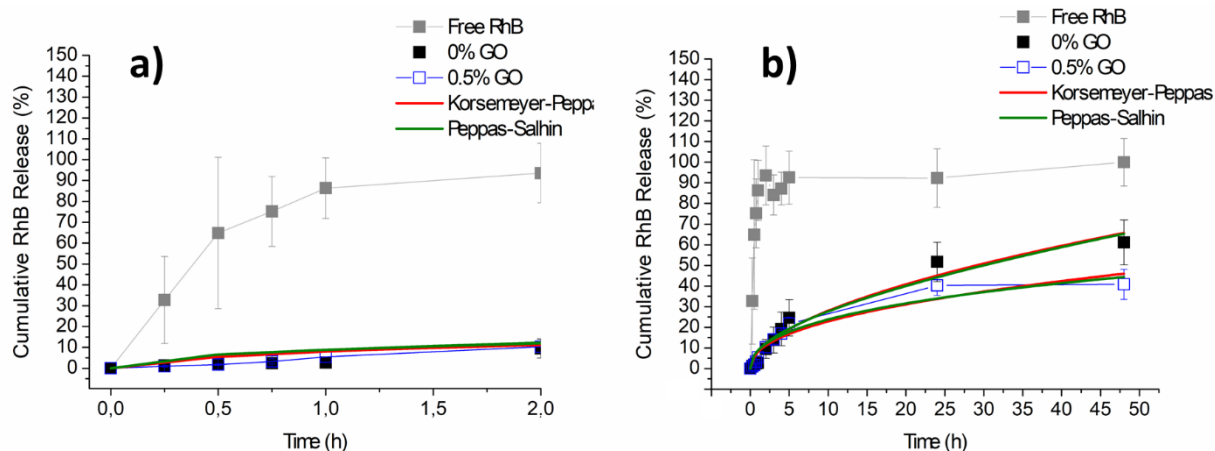 a)
Free RhB
0% GO
0.5% GO
Korsemeyer-Peppa
Peppas-Salhin
Cumulative RhB Release (%)
150
140
130
120
110
100
90
80
70
60
50
40
30
20
10
0
0,0 0,5 1,0 1,5 2,0
Time (h)
b)
Free RhB
0% GO
0.5% GO
Korsemeyer-Peppas
Peppas-Salhin
Cumulative RhB Release (%)
150
140
130
120
110
100
90
80
70
60
50
40
30
20
10
0
0 5 10 15 20 25 30 35 40 45 50
Time (h)